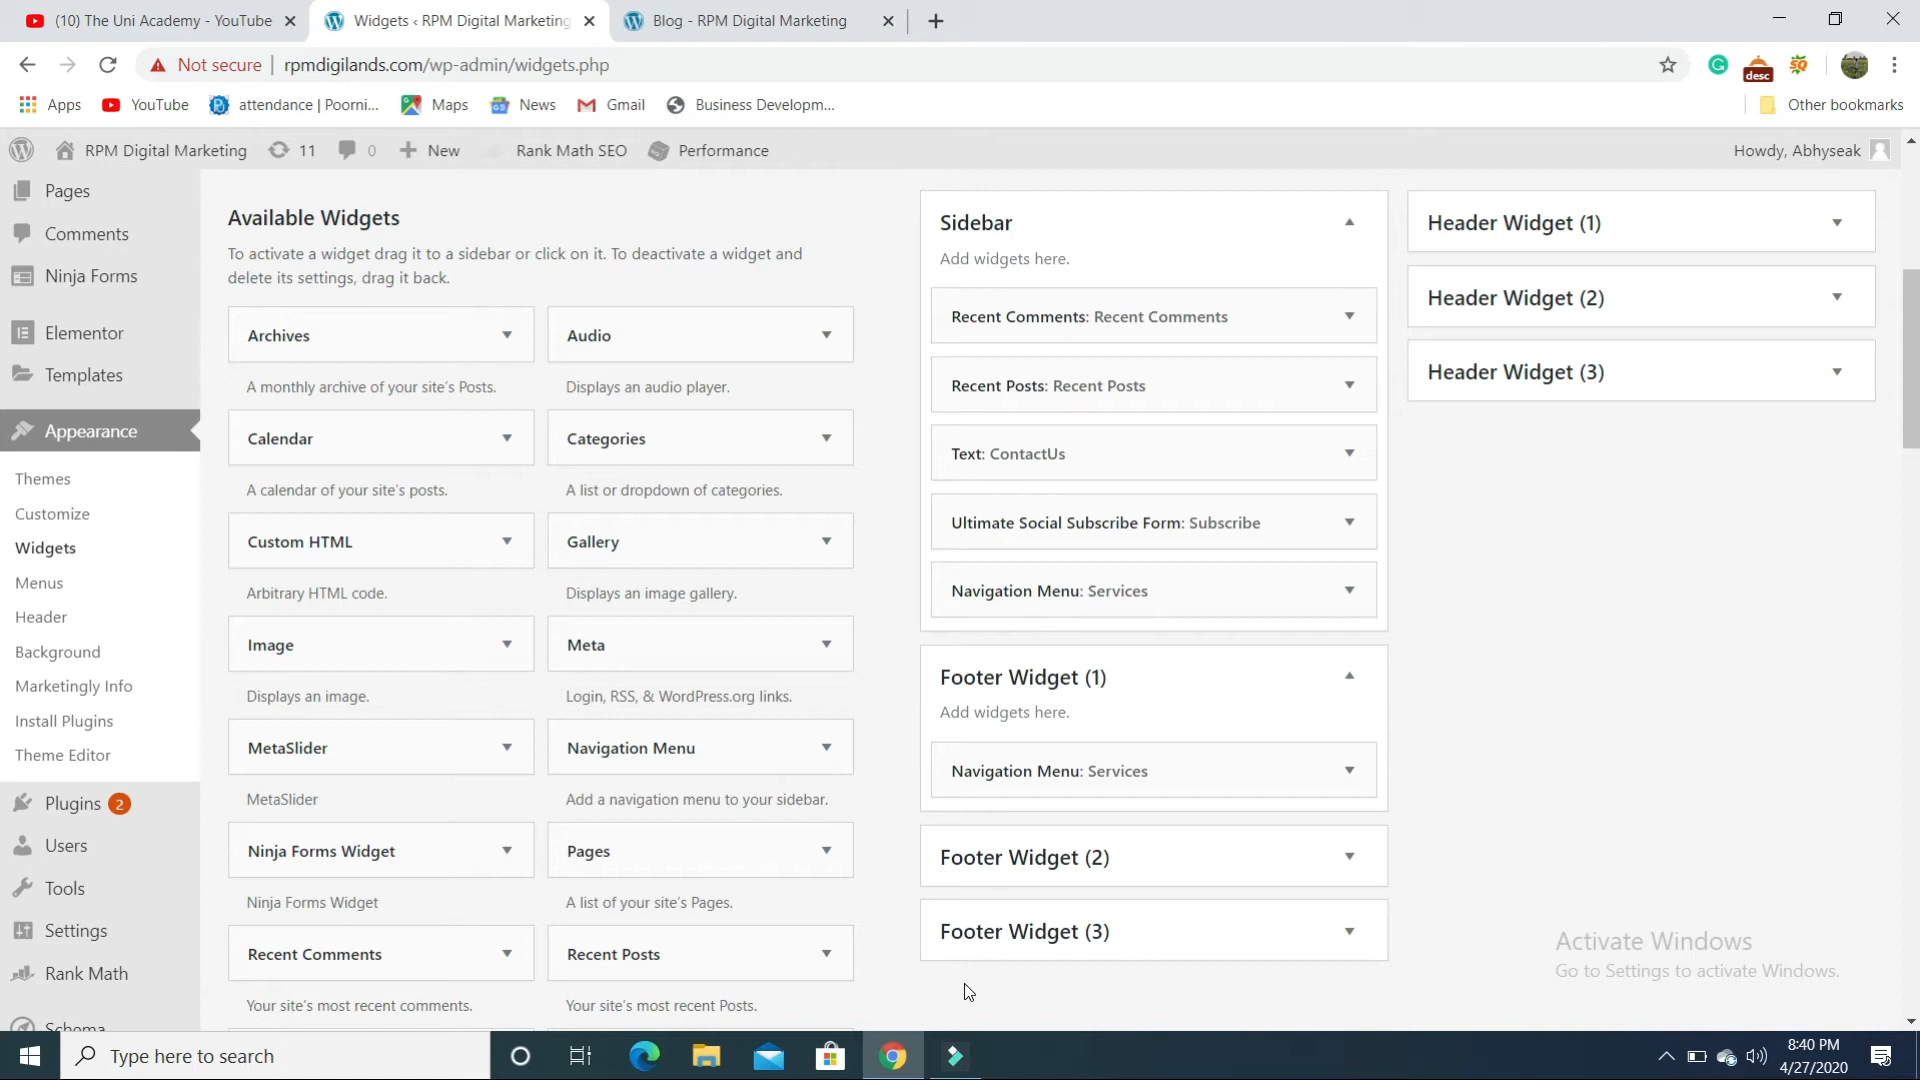 (10) The Uni Academy - YouTube
Widgets ‹ RPM Digital Marketing
Blog - RPM Digital Marketing
Not secure
rpmdigilands.com/wp-admin/widgets.php
desc
SQ
Apps
YouTube
attendance | Poorni...
Maps
News
Gmail
Business Developm...
Other bookmarks
RPM Digital Marketing
11
0
New
Rank Math SEO
Performance
Howdy, Abhyseak
Pages
Comments
Ninja Forms
Elementor
Templates
Appearance
Themes
Customize
Widgets
Menus
Header
Background
Marketingly Info
Install Plugins
Theme Editor
Plugins 2
Users
Tools
Settings
Rank Math
Schema
Available Widgets
To activate a widget drag it to a sidebar or click on it. To deactivate a widget and
delete its settings, drag it back.
Archives
A monthly archive of your site's Posts.
Audio
Displays an audio player.
Calendar
A calendar of your site's posts.
Categories
A list or dropdown of categories.
Custom HTML
Arbitrary HTML code.
Gallery
Displays an image gallery.
Image
Displays an image.
Meta
Login, RSS, & WordPress.org links.
MetaSlider
MetaSlider
Navigation Menu
Add a navigation menu to your sidebar.
Ninja Forms Widget
Ninja Forms Widget
Pages
A list of your site's Pages.
Recent Comments
Your site's most recent comments.
Recent Posts
Your site's most recent Posts.
Sidebar
Add widgets here.
Recent Comments: Recent Comments
Recent Posts: Recent Posts
Text: ContactUs
Ultimate Social Subscribe Form: Subscribe
Navigation Menu: Services
Footer Widget (1)
Add widgets here.
Navigation Menu: Services
Footer Widget (2)
Footer Widget (3)
Header Widget (1)
Header Widget (2)
Header Widget (3)
Activate Windows
Go to Settings to activate Windows.
Type here to search
8:40 PM
4/27/2020